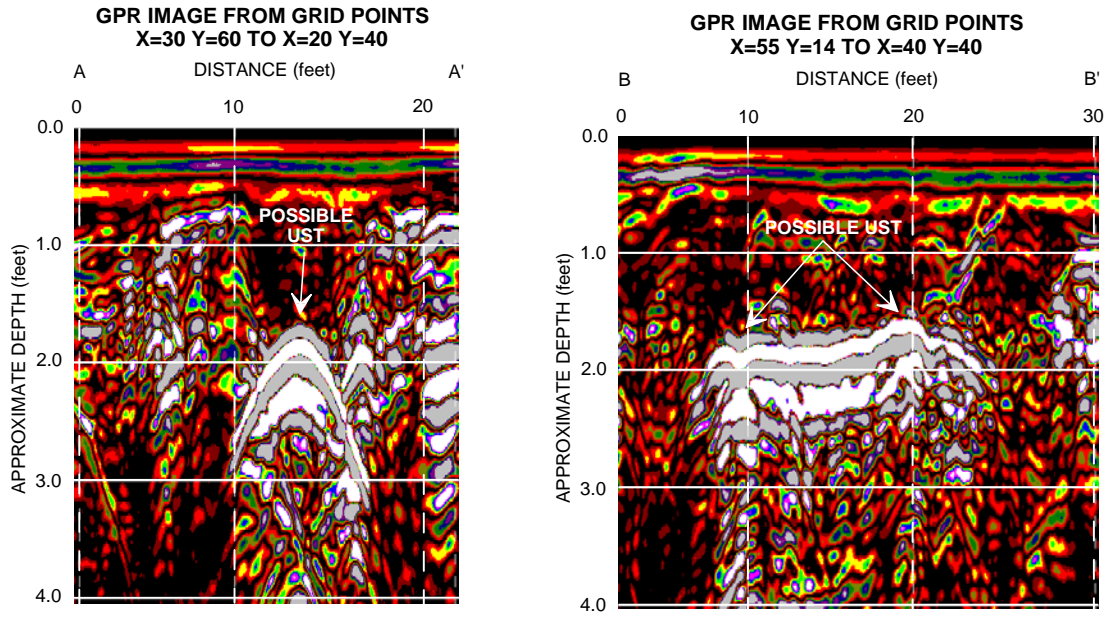 GPR IMAGE FROM GRID POINTS
X=30 Y=60 TO X=20 Y=40
A
DISTANCE (feet)
A'
0
10
20
0.0
1.0
2.0
3.0
4.0
APPROXIMATE DEPTH (feet)
POSSIBLE
UST
GPR IMAGE FROM GRID POINTS
X=55 Y=14 TO X=40 Y=40
B
DISTANCE (feet)
B'
0
10
20
30
0.0
1.0
2.0
3.0
4.0
APPROXIMATE DEPTH (feet)
POSSIBLE UST